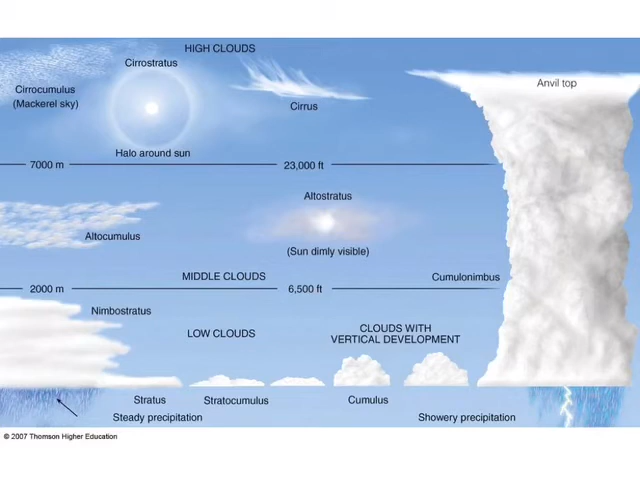 HIGH CLOUDS
Cirrostratus
Cirrocumulus
(Mackerel sky)
Cirrus
Anvil top
Halo around sun
7000 m
23,000 ft
Altostratus
Altocumulus
(Sun dimly visible)
MIDDLE CLOUDS
Cumulonimbus
2000 m
6,500 ft
Nimbostratus
LOW CLOUDS
CLOUDS WITH
VERTICAL DEVELOPMENT
Stratus
Stratocumulus
Cumulus
Steady precipitation
Showery precipitation
© 2007 Thomson Higher Education